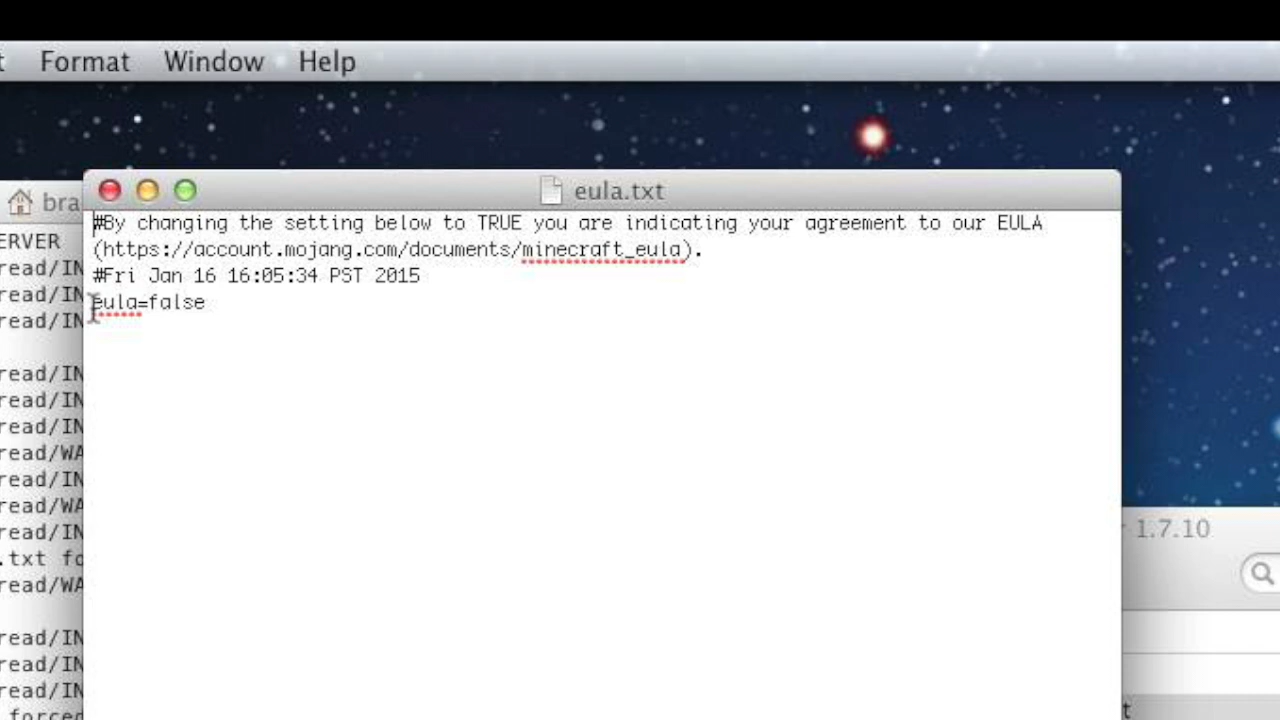 Format Window Help
eula.txt
bra
#By changing the setting below to TRUE you are indicating your agreement to our EULA
(https://account.mojang.com/documents/minecraft_eula).
#Fri Jan 16 16:05:34 PST 2015
eula=false
ERVER
read/IN
read/IN
read/IN
read/IN
read/IN
read/IN
read/WA
read/IN
read/WA
read/IN
.txt fo
read/WA
read/IN
read/IN
read/IN
forced
1.7.10